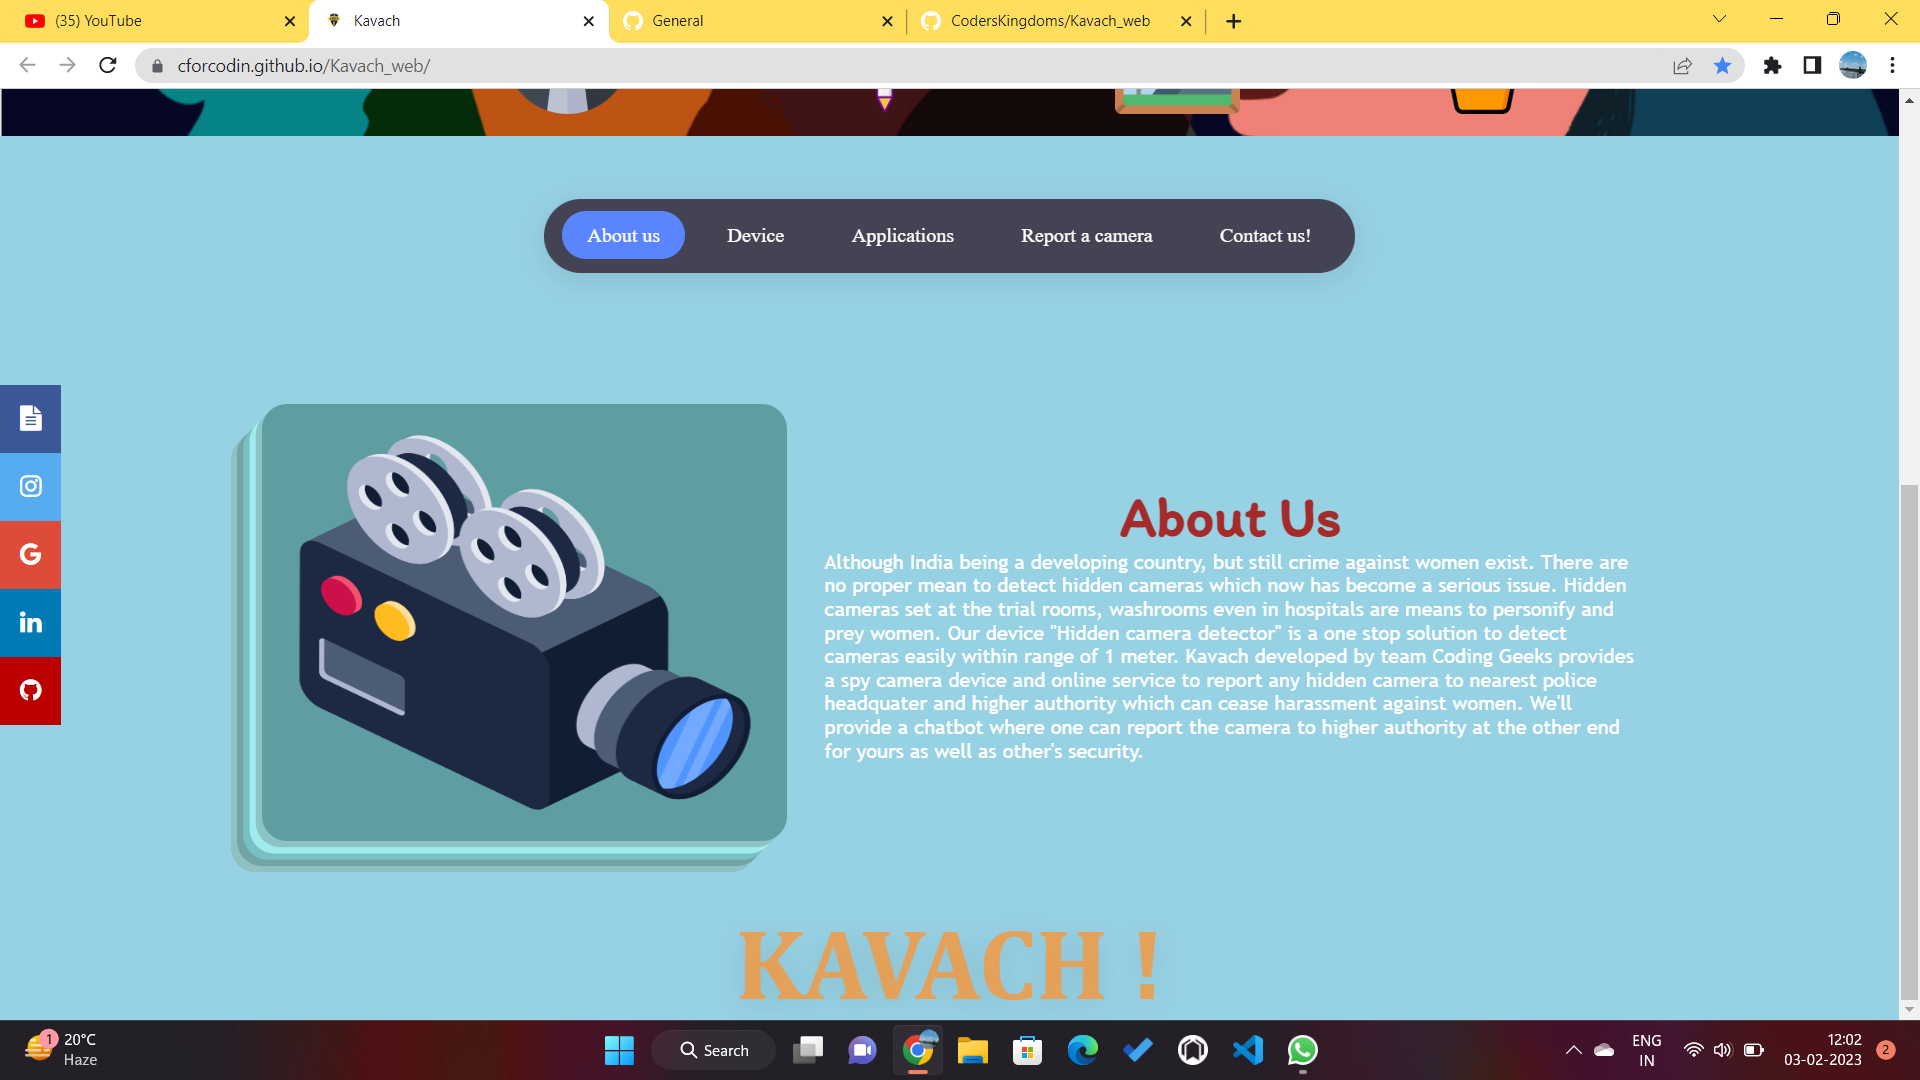 (35) YouTube
Kavach
General
CodersKingdoms/Kavach_web
cforcodin.github.io/Kavach_web/
About us
Device
Applications
Report a camera
Contact us!
About Us
Although India being a developing country, but still crime against women exist. There are
no proper mean to detect hidden cameras which now has become a serious issue. Hidden
cameras set at the trial rooms, washrooms even in hospitals are means to personify and
prey women. Our device "Hidden camera detector" is a one stop solution to detect
cameras easily within range of 1 meter. Kavach developed by team Coding Geeks provides
a spy camera device and online service to report any hidden camera to nearest police
headquater and higher authority which can cease harassment against women. We'll
provide a chatbot where one can report the camera to higher authority at the other end
for yours as well as other's security.
KAVACH !
1
20°C
Haze
Search
ENG
IN
12:02
03-02-2023
2